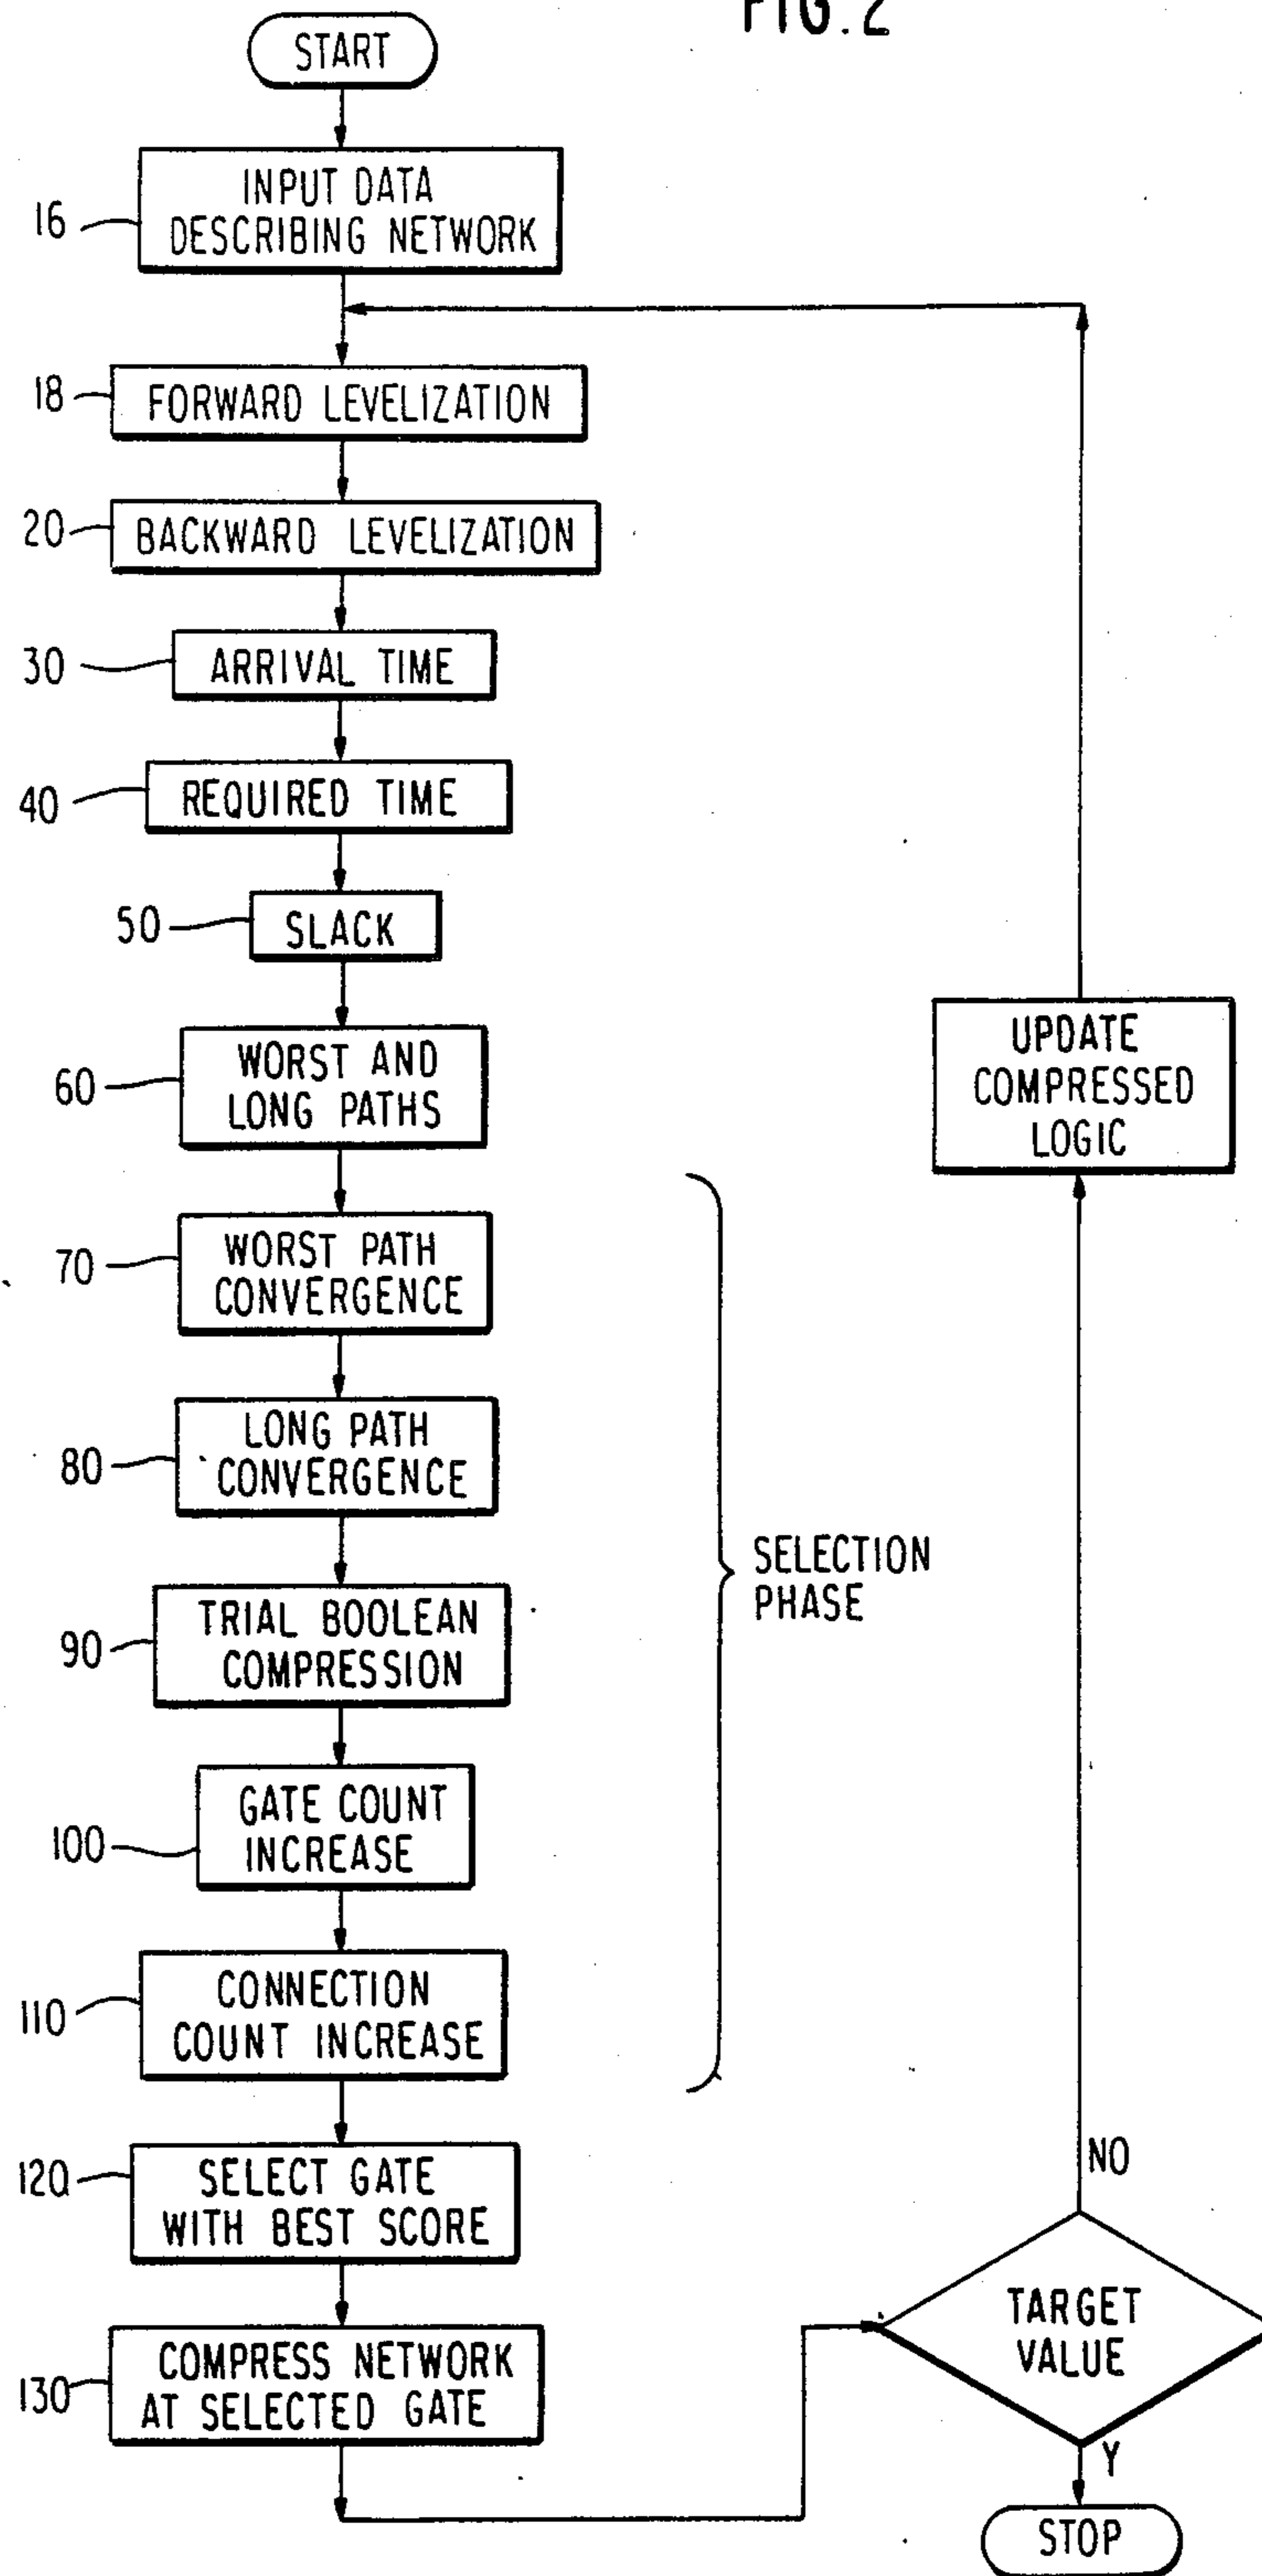 FIG. 2
START
16
INPUT DATA
DESCRIBING NETWORK
18
FORWARD LEVELIZATION
20
BACKWARD LEVELIZATION
30
ARRIVAL TIME
40
REQUIRED TIME
50
SLACK
60
WORST AND
LONG PATHS
UPDATE
COMPRESSED
LOGIC
70
WORST PATH
CONVERGENCE
80
LONG PATH
CONVERGENCE
SELECTION
PHASE
90
TRIAL BOOLEAN
COMPRESSION
100
GATE COUNT
INCREASE
110
CONNECTION
COUNT INCREASE
120
SELECT GATE
WITH BEST SCORE
NO
TARGET
VALUE
130
COMPRESS NETWORK
AT SELECTED GATE
Y
STOP